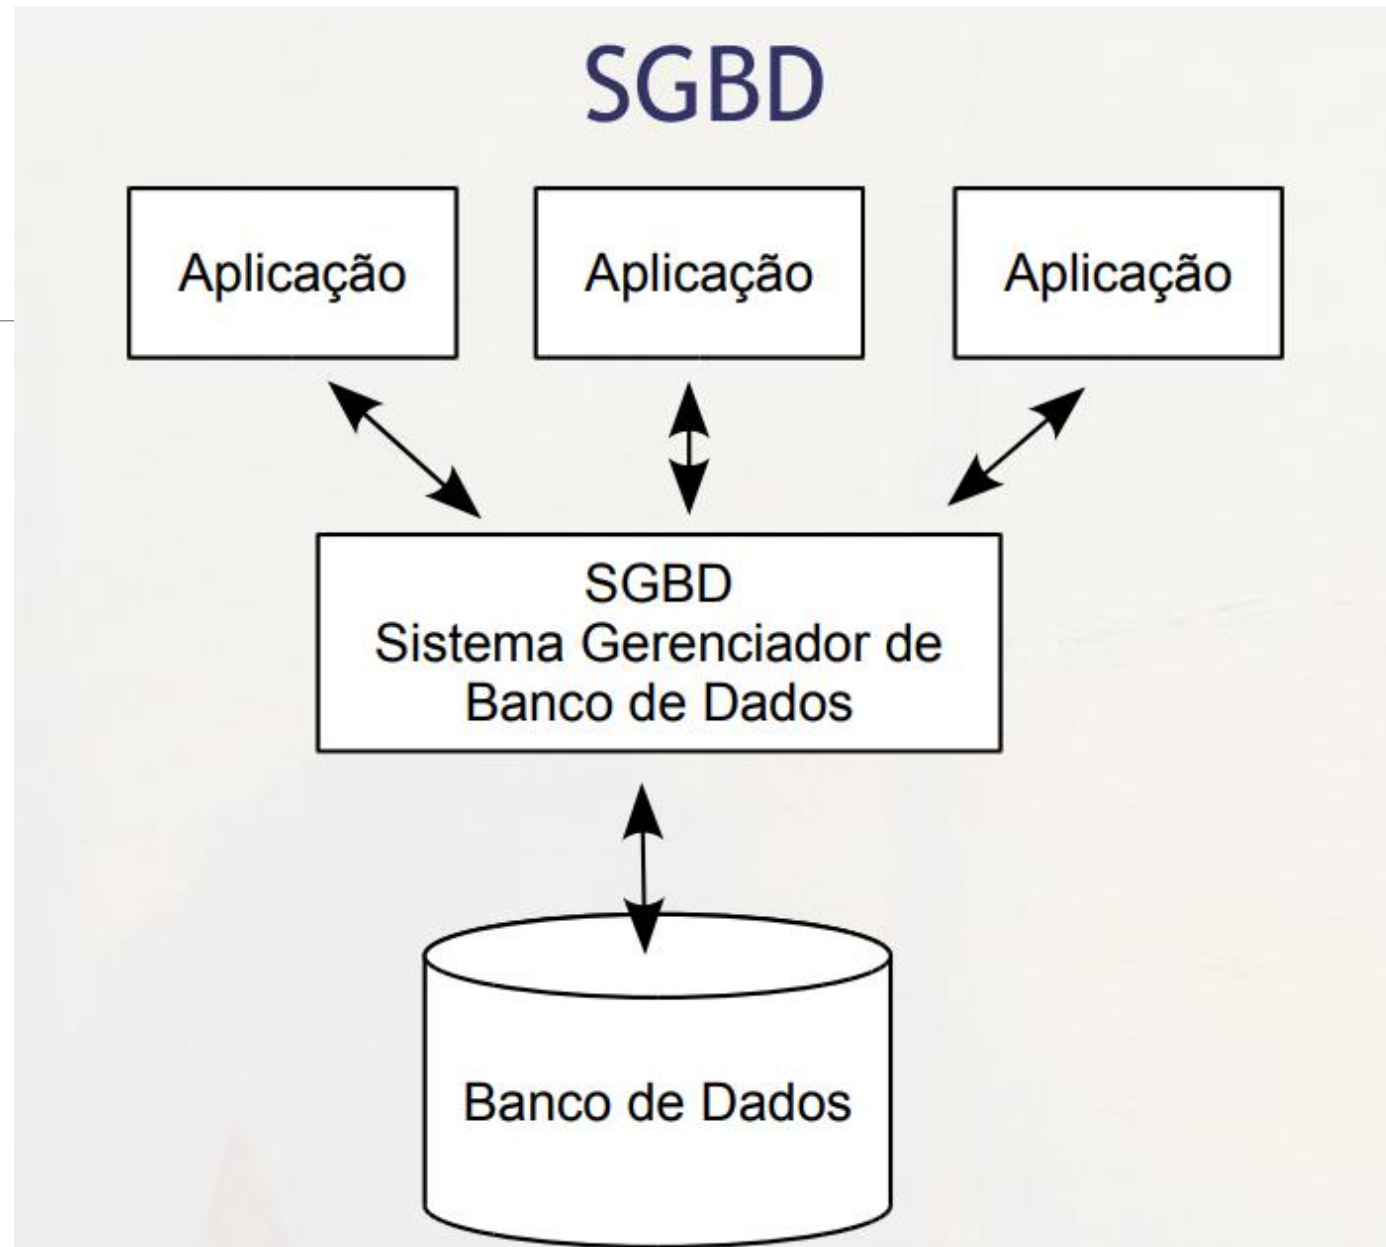 SGBD
Aplicação
Aplicação
Aplicação
SGBD
Sistema Gerenciador de
Banco de Dados
Banco de Dados